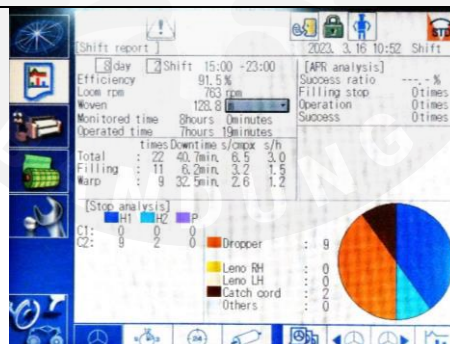 STD
[Shift report ]
2023. 3.16 10:52 Shift
8 day 2 Shift 15:00 -23:00
Efficiency 91.5 %
Loom rpm 763 rpm
Woven 128.8 m
Monitored time 8hours 0minutes
Operated time 7hours 19minutes
times Downtime s/cmpx s/h
Total : 22 40.7min. 6.5 3.0
Filling : 11 6.2min. 3.2 1.5
Warp : 9 32.5min. 2.6 1.2
[APR analysis]
Success ratio ---.-%
Filling stop 0times
Operation 0times
Success 0times
[Stop analysis]
H1 H2 P
C1: 0 0 0
C2: 9 2 0
Dropper : 9
Leno RH : 0
Leno LH : 0
Catch cord : 2
Others : 0